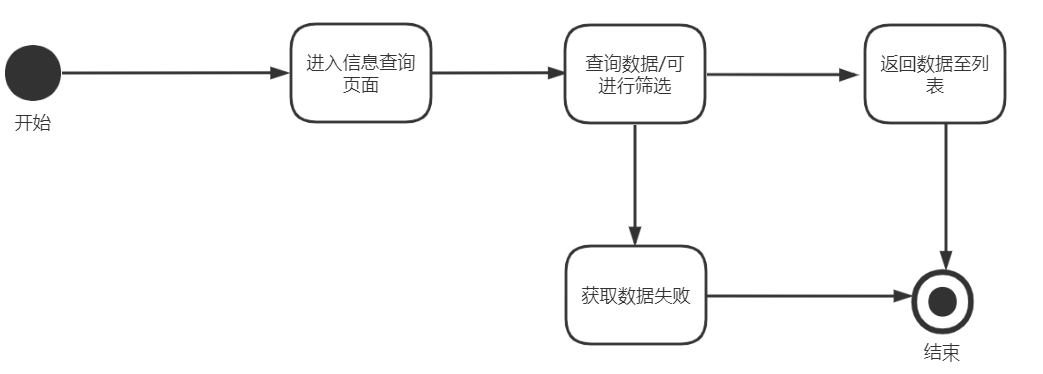 开始
进入信息查询
页面
查询数据/可
进行筛选
返回数据至列
表
获取数据失败
结束